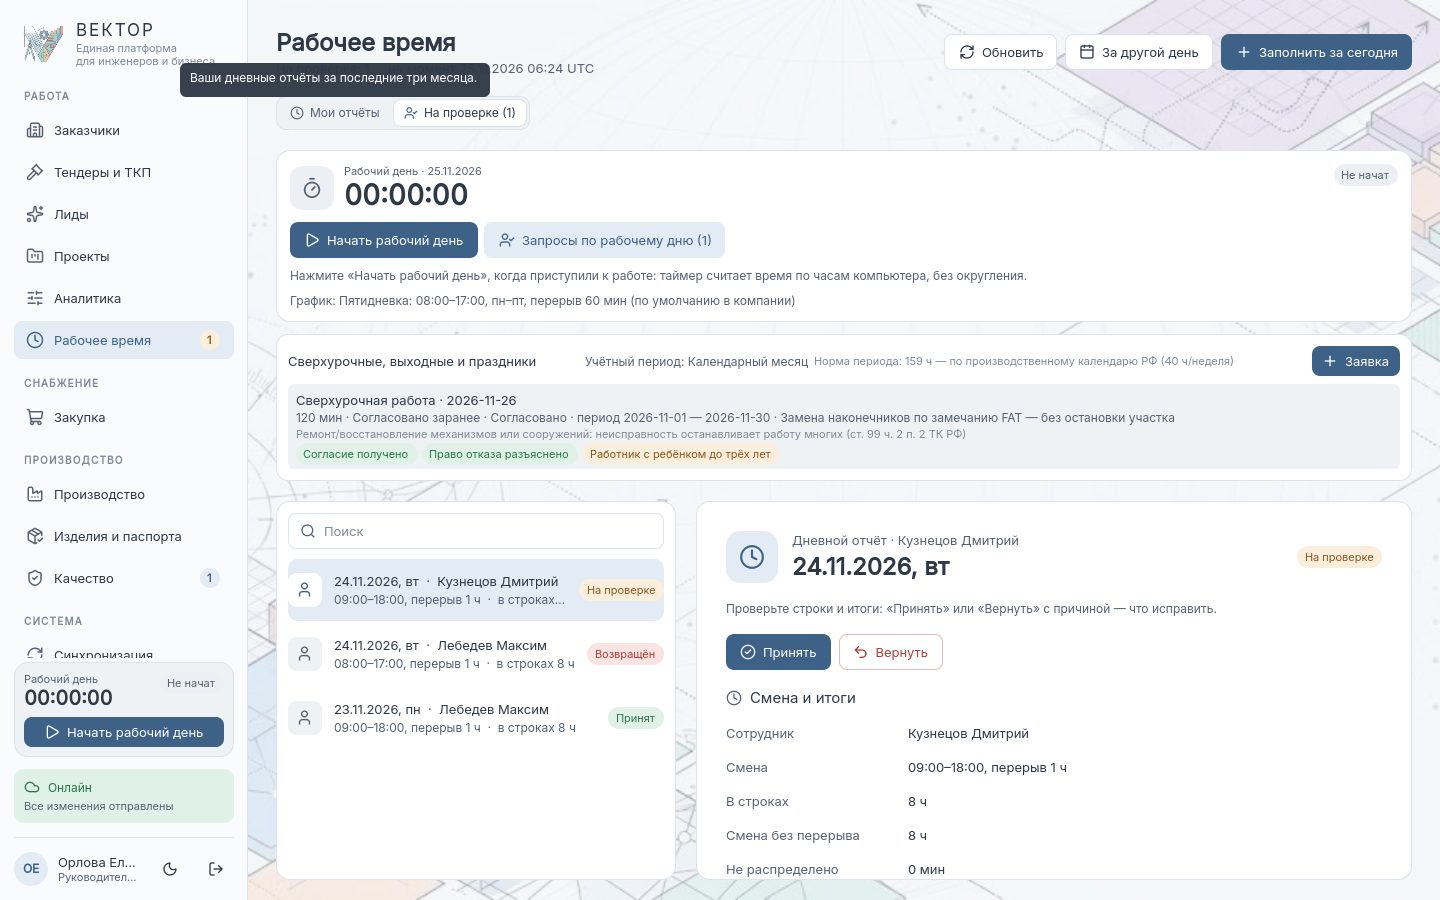 ВЕКТОР
Единая платформа
для инженеров и бизнеса
РАБОТА
Заказчики
Тендеры и ТКП
Лиды
Проекты
Аналитика
Рабочее время 1
СНАБЖЕНИЕ
Закупка
ПРОИЗВОДСТВО
Производство
Изделия и паспорта
Качество 1
СИСТЕМА
Синхронизация
Рабочий день
Не начат
00:00:00
Начать рабочий день
Онлайн
Все изменения отправлены
ОЕ
Орлова Ел...
Руководител...
Рабочее время
2026 06:24 UTC
Ваши дневные отчёты за последние три месяца.
Обновить
За другой день
Заполнить за сегодня
Мои отчёты
На проверке (1)
Рабочий день · 25.11.2026
00:00:00
Не начат
Начать рабочий день
Запросы по рабочему дню (1)
Нажмите «Начать рабочий день», когда приступили к работе: таймер считает время по часам компьютера, без округления.
График: Пятидневка: 08:00–17:00, пн–пт, перерыв 60 мин (по умолчанию в компании)
Сверхурочные, выходные и праздники
Учётный период: Календарный месяц Норма периода: 159 ч — по производственному календарю РФ (40 ч/неделя)
Заявка
Сверхурочная работа · 2026-11-26
120 мин · Согласовано заранее · Согласовано · период 2026-11-01 — 2026-11-30 · Замена наконечников по замечанию FAT — без остановки участка
Ремонт/восстановление механизмов или сооружений: неисправность останавливает работу многих (ст. 99 ч. 2 п. 2 ТК РФ)
Согласие получено
Право отказа разъяснено
Работник с ребёнком до трёх лет
Поиск
24.11.2026, вт · Кузнецов Дмитрий
09:00–18:00, перерыв 1 ч · в строках...
На проверке
24.11.2026, вт · Лебедев Максим
08:00–17:00, перерыв 1 ч · в строках 8 ч
Возвращён
23.11.2026, пн · Лебедев Максим
09:00–18:00, перерыв 1 ч · в строках 8 ч
Принят
Дневной отчёт · Кузнецов Дмитрий
24.11.2026, вт
На проверке
Проверьте строки и итоги: «Принять» или «Вернуть» с причиной — что исправить.
Принять
Вернуть
Смена и итоги
Сотрудник Кузнецов Дмитрий
Смена 09:00–18:00, перерыв 1 ч
В строках 8 ч
Смена без перерыва 8 ч
Не распределено 0 мин